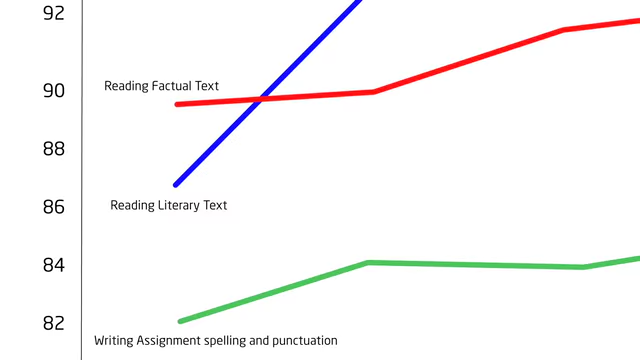 92
Reading Factual Text
90
88
86
Reading Literary Text
84
82
Writing Assignment spelling and punctuation